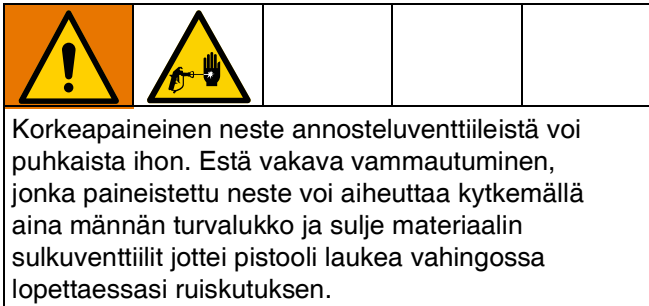 Korkeapaineinen neste annosteluventtiileistä voi
puhkaista ihon. Estä vakava vammautuminen,
jonka paineistettu neste voi aiheuttaa kytkemällä
aina männän turvalukko ja sulje materiaalin
sulkuventtiilit jottei pistooli laukea vahingossa
lopettaessasi ruiskutuksen.